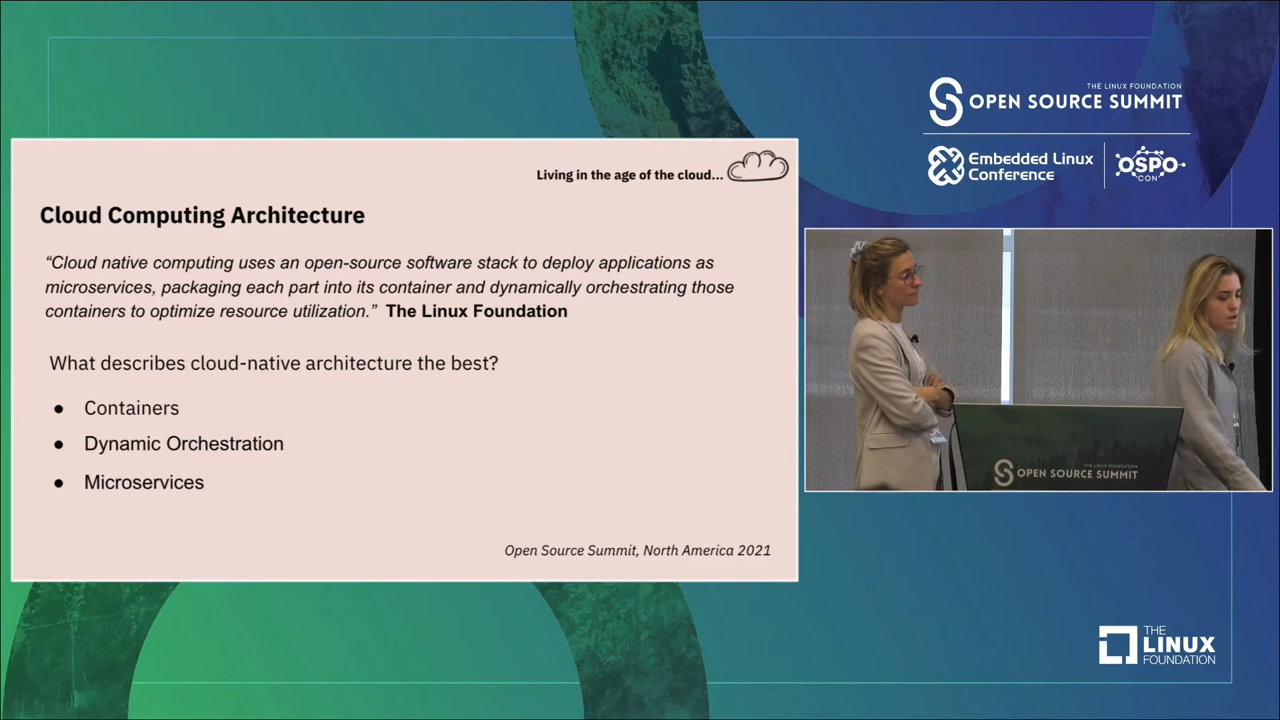 Living in the age of the cloud...
Cloud Computing Architecture
“Cloud native computing uses an open-source software stack to deploy applications as
microservices, packaging each part into its container and dynamically orchestrating those
containers to optimize resource utilization.” The Linux Foundation
What describes cloud-native architecture the best?
● Containers
● Dynamic Orchestration
● Microservices
Open Source Summit, North America 2021
THE LINUX FOUNDATION
OPEN SOURCE SUMMIT
Embedded Linux
Conference
OSPO
CON
THE LINUX FOUNDATION
OPEN SOURCE SUMMIT
THE
LINUX
FOUNDATION